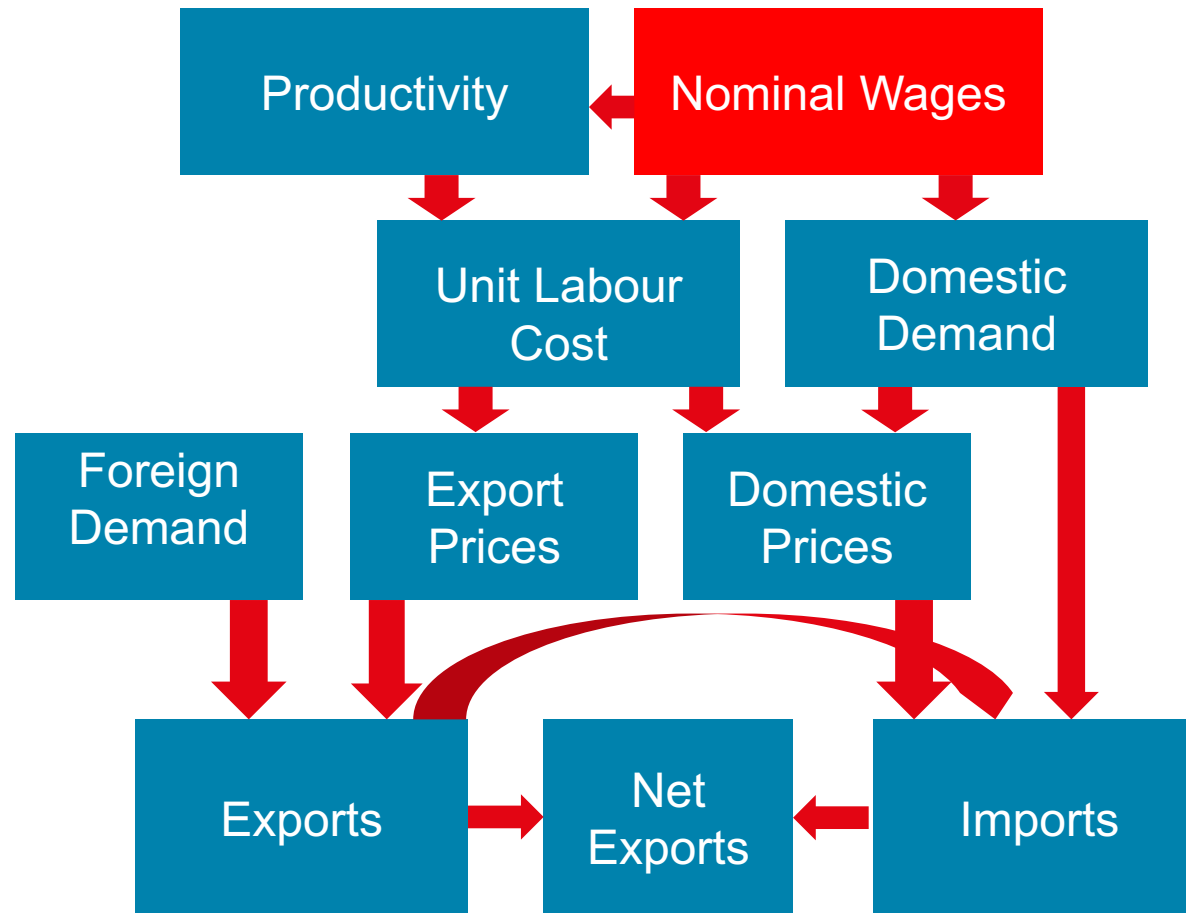 Productivity
Nominal Wages
Unit Labour
Cost
Domestic
Demand
Foreign
Demand
Export
Prices
Domestic
Prices
Exports
Net
Exports
Imports